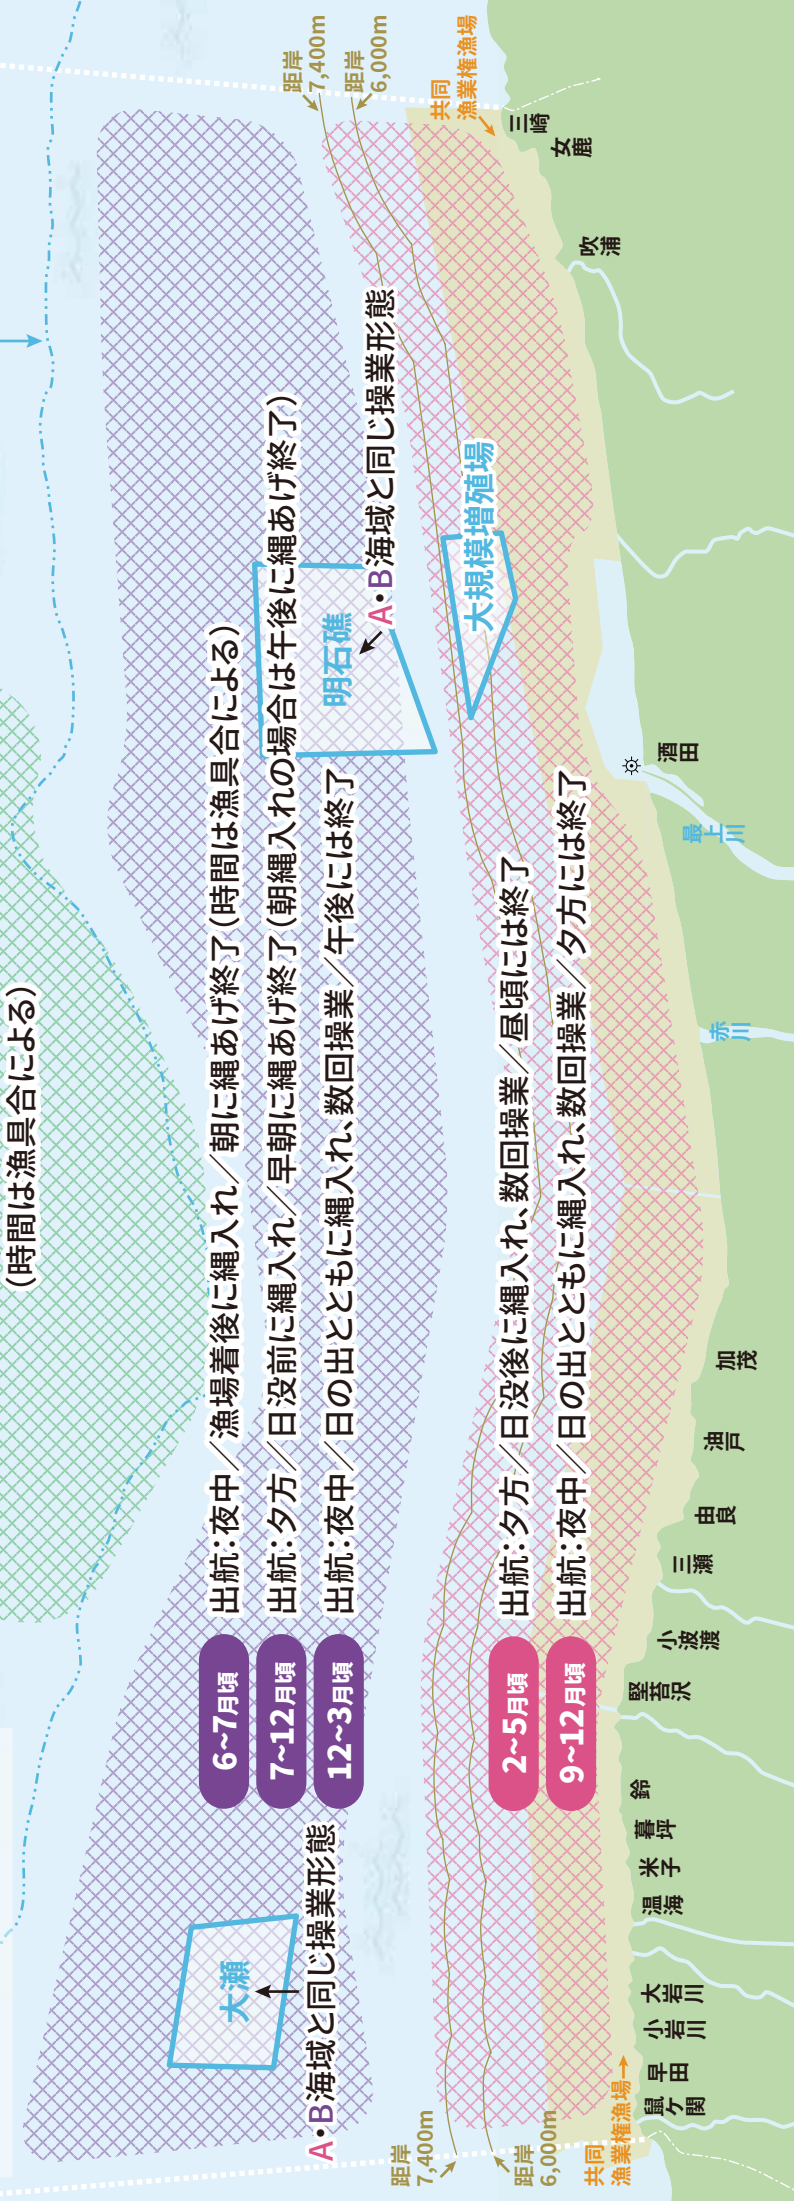 (時間は漁具合による)
6~7月頃 出航：夜中／漁場着後に縄入れ／朝に縄あげ終了（時間は漁具合による）
7~12月頃 出航：夕方／日没前に縄入れ／早朝に縄あげ終了（朝縄入れの場合は午後に縄あげ終了）
12~3月頃 出航：夜中／日の出とともに縄入れ、数回操業／午後には終了
大瀬
A・B海域と同じ操業形態
明石礁
A・B海域と同じ操業形態
大規模増殖場
2~5月頃 出航：夕方／日没後に縄入れ、数回操業／昼頃には終了
9~12月頃 出航：夜中／日の出とともに縄入れ、数回操業／夕方には終了
距岸
7,400m
距岸
6,000m
共同
漁業権漁場
距岸
7,400m
距岸
6,000m
共同
漁業権漁場
鼠ケ関
早田
小岩川
大岩川
温海
米子
暮坪
鈴
堅苔沢
小波渡
三瀬
由良
油戸
加茂
赤川
最上川
酒田
吹浦
女鹿
三崎